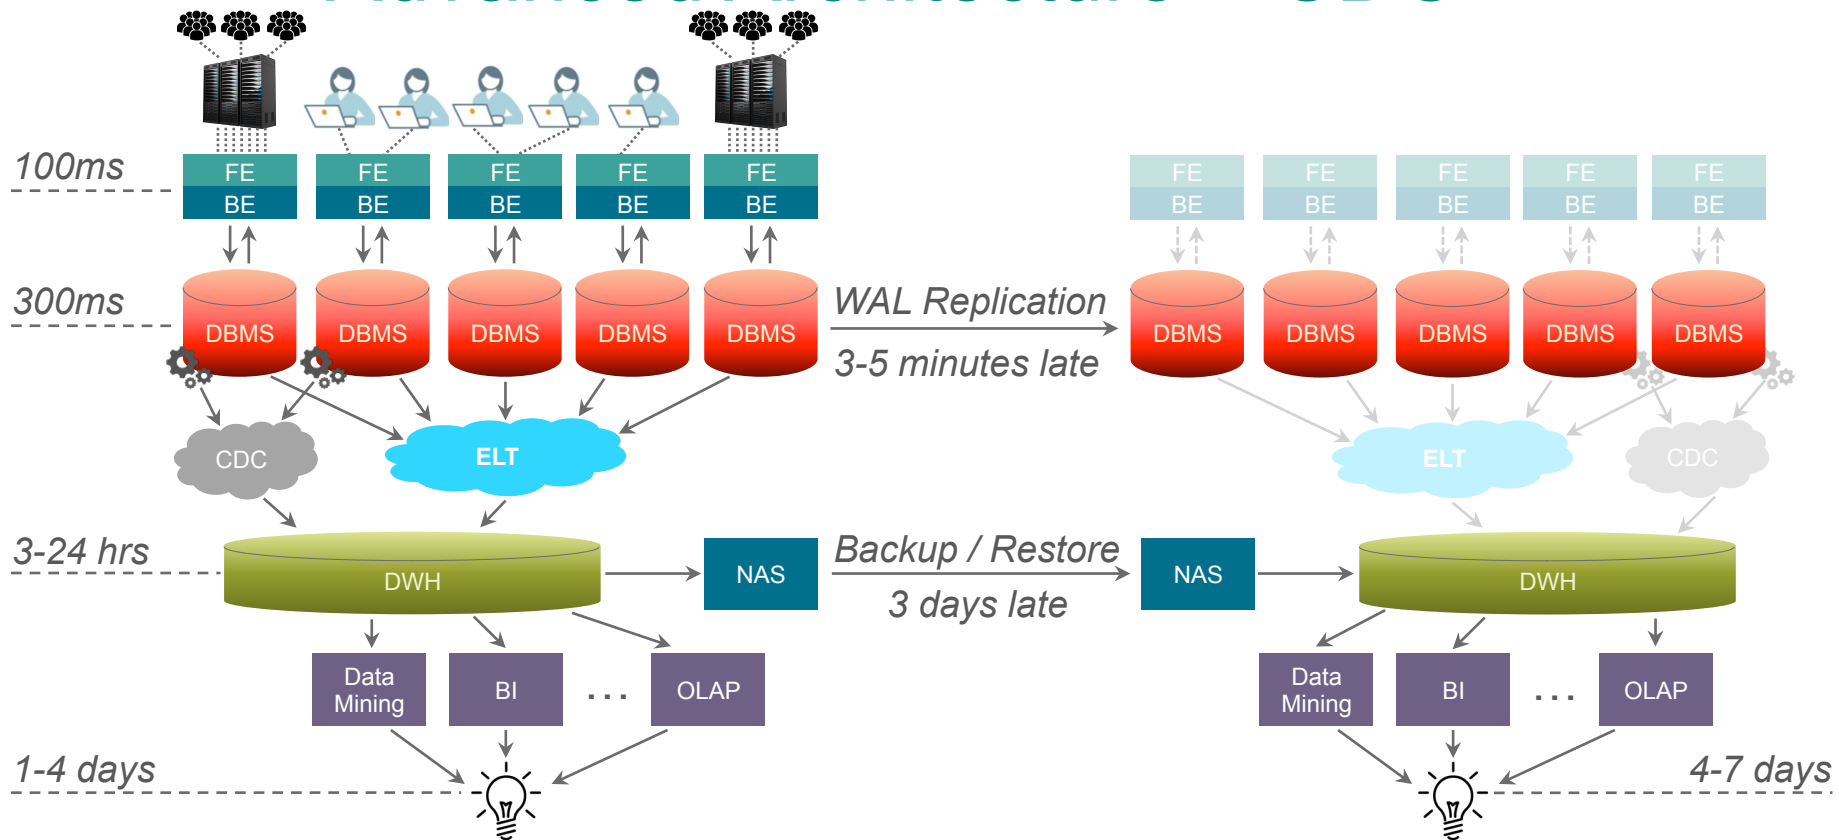 100ms
FE FE FE FE FE
BE BE BE BE BE
FE FE FE FE FE
BE BE BE BE BE
300ms
DBMS DBMS DBMS DBMS DBMS
WAL Replication
3-5 minutes late
DBMS DBMS DBMS DBMS DBMS
CDC
ELT
ELT
CDC
3-24 hrs
DWH
NAS
Backup / Restore
3 days late
NAS
DWH
Data
Mining
BI
...
OLAP
Data
Mining
BI
...
OLAP
1-4 days
4-7 days